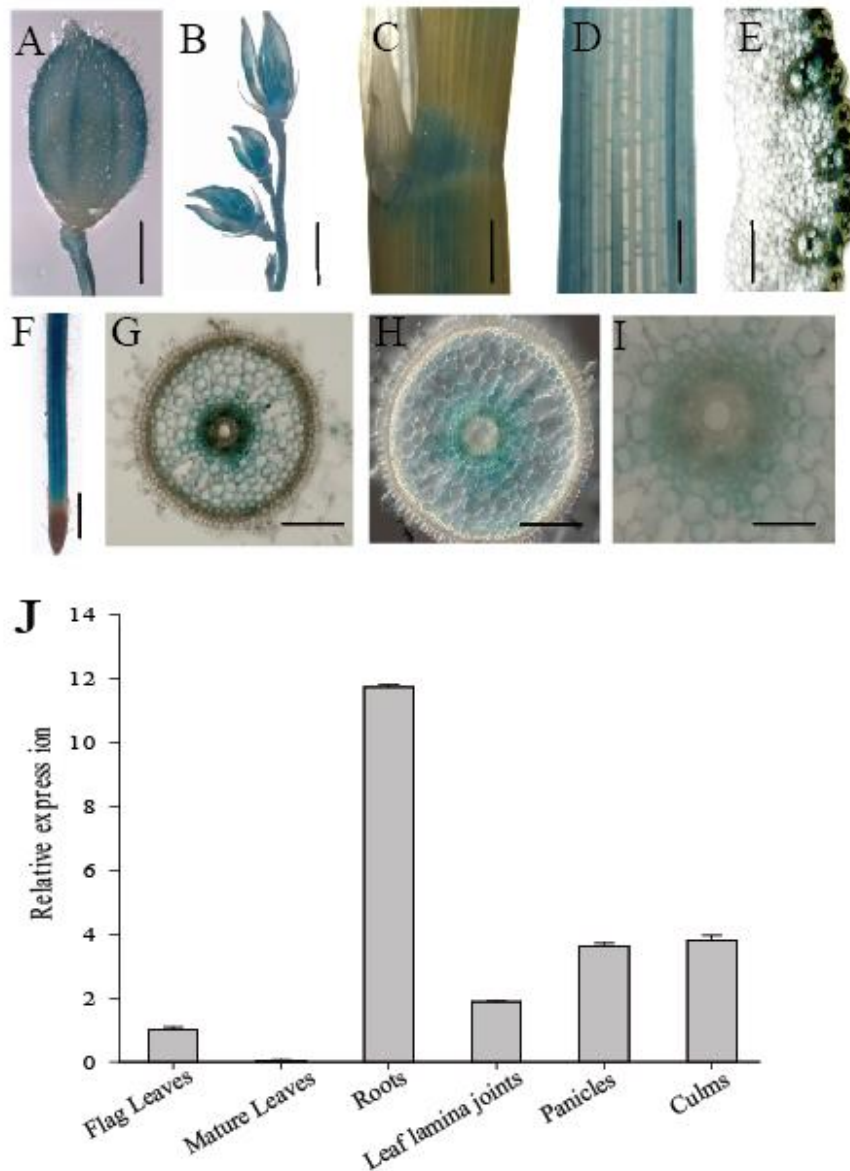 A B C D E
F G H I
J
14
12
10
8
6
4
2
0
Relative express ion
Flag Leaves
Mature Leaves
Roots
Leaf lamina joints
Panicles
Culms